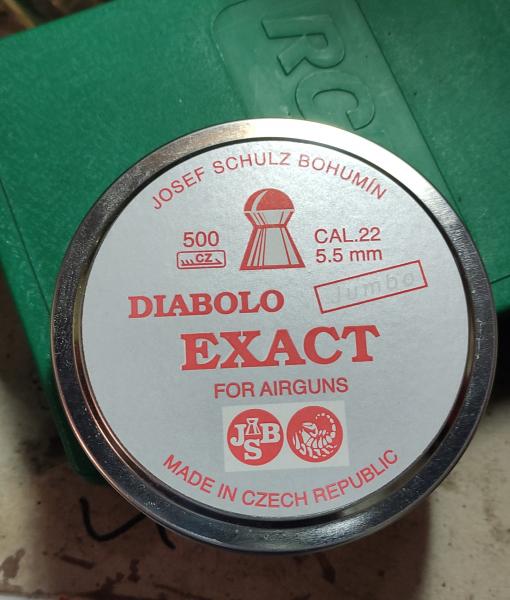 RC
JOSEF SCHULZ BOHUMÍN
500
CZ
CAL.22
5.5 mm
DIABOLO
Jumbo
EXACT
FOR AIRGUNS
JSB
MADE IN CZECH REPUBLIC